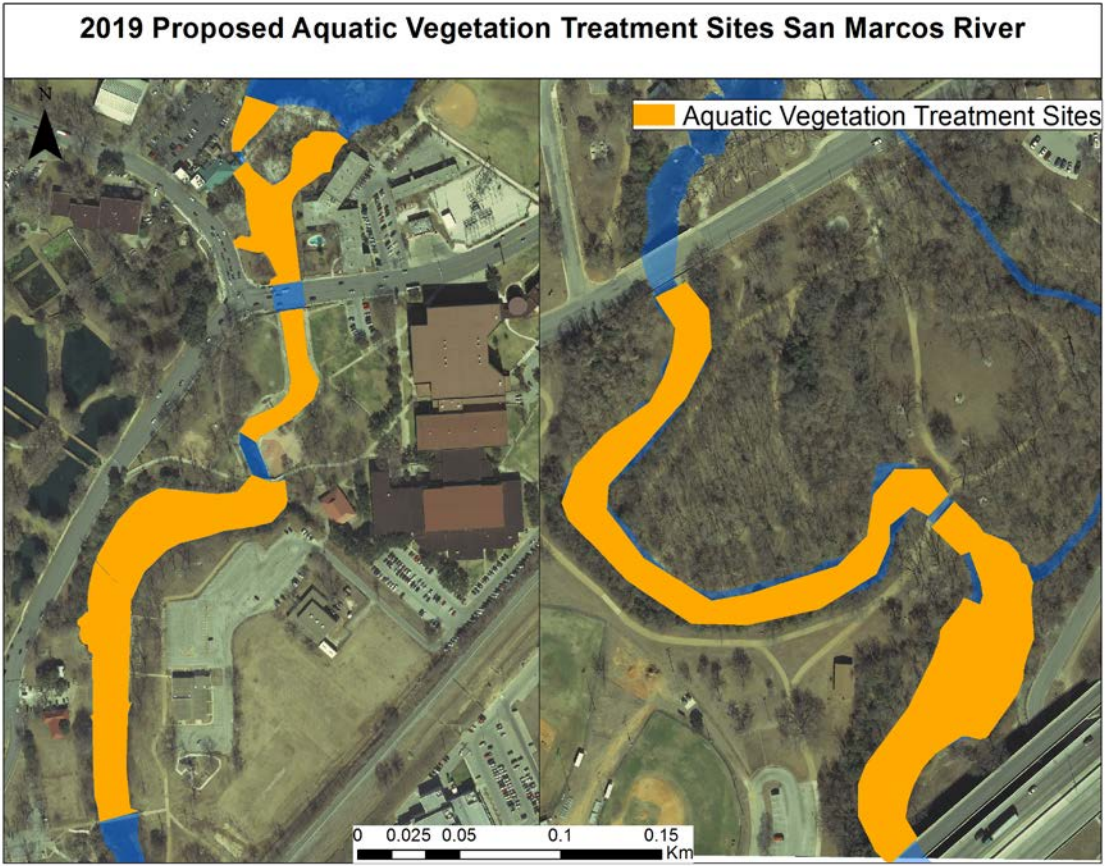 2019 Proposed Aquatic Vegetation Treatment Sites San Marcos River
N
Aquatic Vegetation Treatment Sites
0 0.025 0.05 0.1 0.15
Km